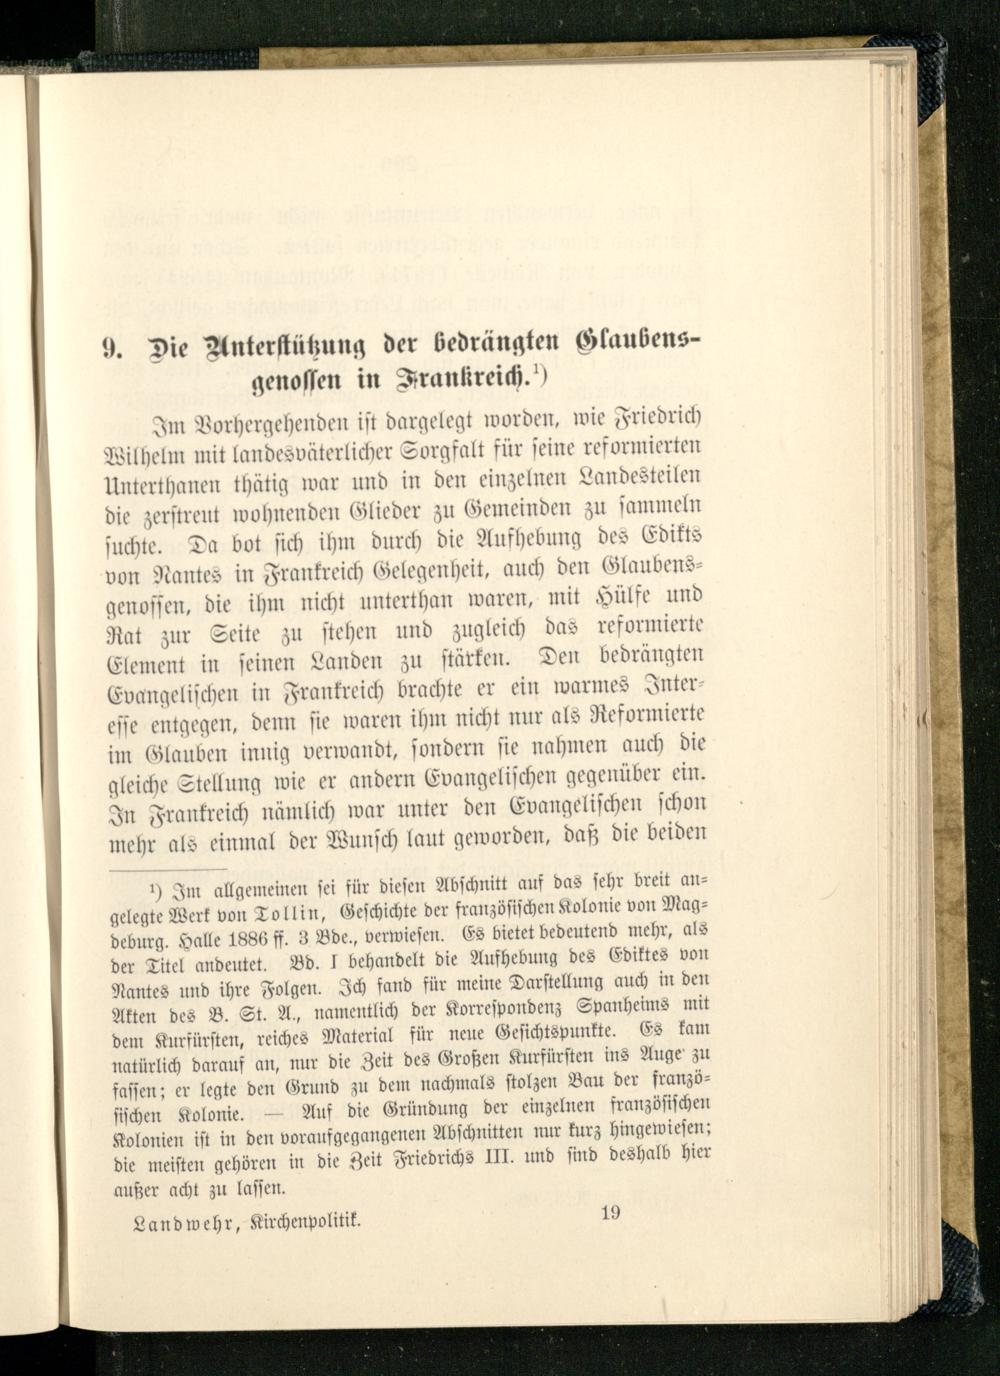 9. Die Unterstützung der bedrängten Glaubens-
genossen in Frankreich.¹)
Im Vorhergehenden ist dargelegt worden, wie Friedrich
Wilhelm mit landesväterlicher Sorgfalt für seine reformierten
Unterthanen thätig war und in den einzelnen Landesteilen
die zerstreut wohnenden Glieder zu Gemeinden zu sammeln
suchte. Da bot sich ihm durch die Aufhebung des Edikts
von Nantes in Frankreich Gelegenheit, auch den Glaubens-
genossen, die ihm nicht unterthan waren, mit Hülfe und
Rat zur Seite zu stehen und zugleich das reformierte
Element in seinen Landen zu stärken. Den bedrängten
Evangelischen in Frankreich brachte er ein warmes Inter-
esse entgegen, denn sie waren ihm nicht nur als Reformierte
im Glauben innig verwandt, sondern sie nahmen auch die
gleiche Stellung wie er andern Evangelischen gegenüber ein.
In Frankreich nämlich war unter den Evangelischen schon
mehr als einmal der Wunsch laut geworden, daß die beiden
¹) Im allgemeinen sei für diesen Abschnitt auf das sehr breit an-
gelegte Werk von Tollin, Geschichte der französischen Kolonie von Mag-
deburg. Halle 1886 ff. 3 Bde., verwiesen. Es bietet bedeutend mehr, als
der Titel andeutet. Bd. I behandelt die Aufhebung des Ediktes von
Nantes und ihre Folgen. Ich fand für meine Darstellung auch in den
Akten des B. St. A., namentlich der Korrespondenz Spanheims mit
dem Kurfürsten, reiches Material für neue Gesichtspunkte. Es kam
natürlich darauf an, nur die Zeit des Großen Kurfürsten ins Auge zu
fassen; er legte den Grund zu dem nachmals stolzen Bau der franzö-
sischen Kolonie. — Auf die Gründung der einzelnen französischen
Kolonien ist in den voraufgegangenen Abschnitten nur kurz hingewiesen;
die meisten gehören in die Zeit Friedrichs III. und sind deshalb hier
außer acht zu lassen.
Landwehr, Kirchenpolitik. 19